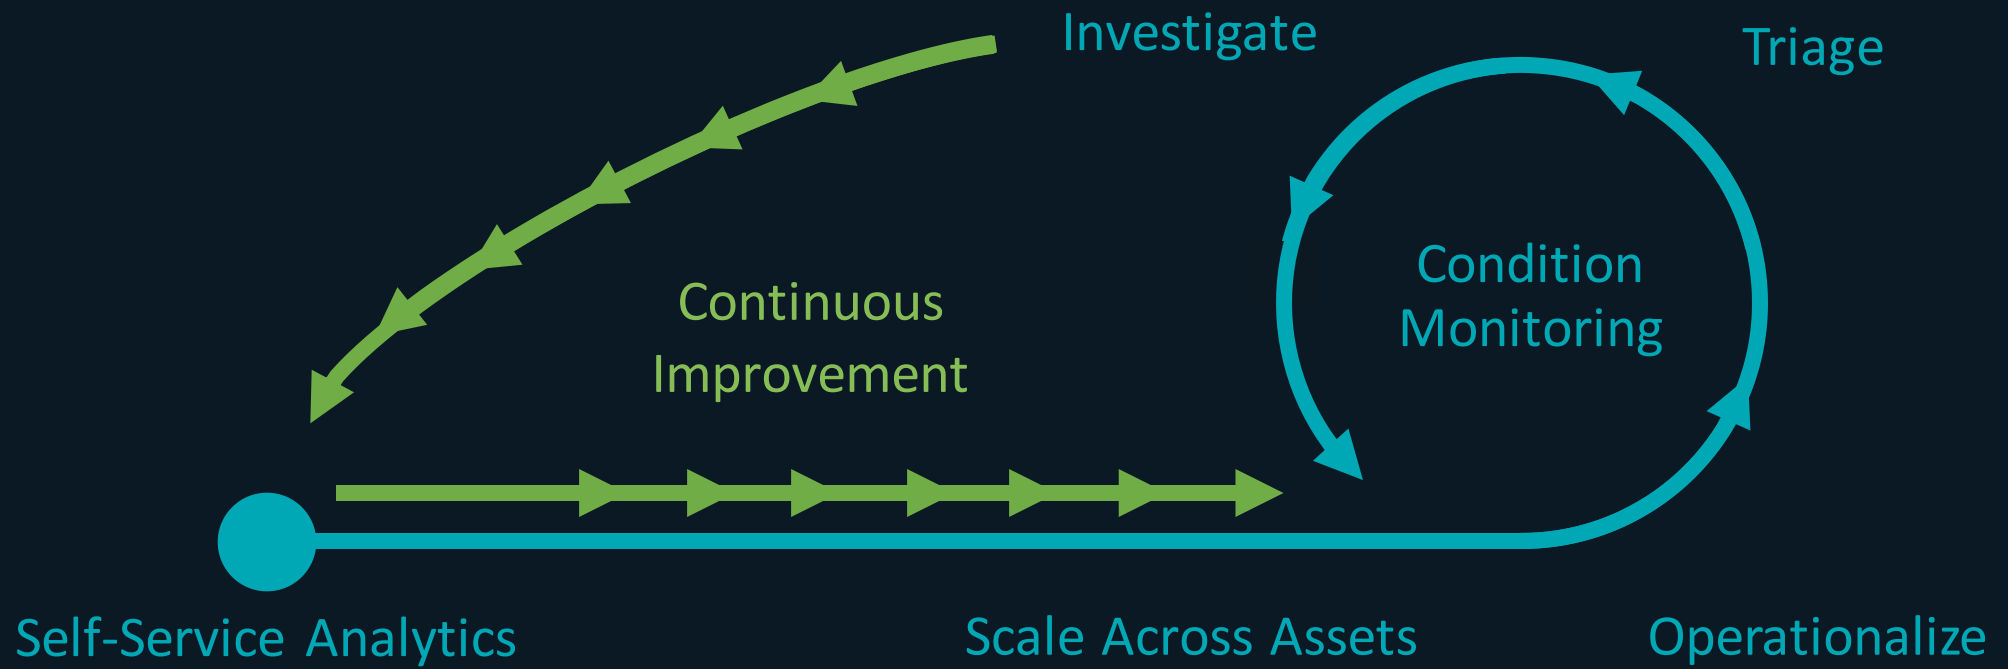 Investigate
Triage
Condition
Monitoring
Continuous
Improvement
Self-Service Analytics
Scale Across Assets
Operationalize